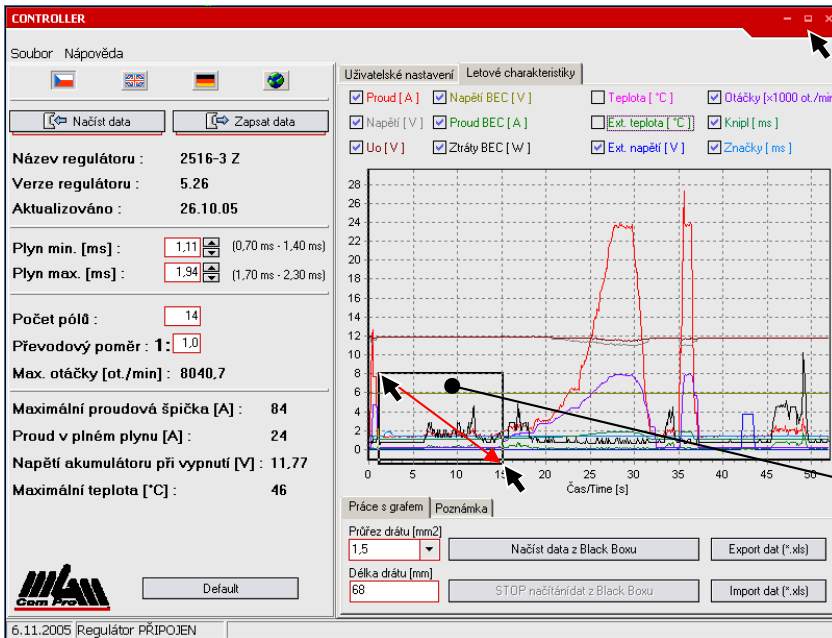 CONTROLLER
Soubor Nápověda
Načíst data
Zapsat data
Název regulátoru : 2516-3 Z
Verze regulátoru : 5.26
Aktualizováno : 26.10.05
Plyn min. [ms] : 1,11 (0,70 ms - 1,40 ms)
Plyn max. [ms] : 1,94 (1,70 ms - 2,30 ms)
Počet pólů : 14
Převodový poměr : 1: 1,0
Max. otáčky [ot./min] : 8040,7
Maximální proudová špička [A] : 84
Proud v plném plynu [A] : 24
Napětí akumulátoru při vypnutí [V] : 11,77
Maximální teplota [°C] : 46
MGM
Com Pro
Default
Uživatelské nastavení Letové charakteristiky
Proud [ A ] Napětí BEC [ V ] Teplota [ °C ] Otáčky [×1000 ot./min
Napětí [ V ] Proud BEC [ A ] Ext. teplota [ °C ] Knipl [ ms ]
Uo [ V ] Ztráty BEC [ W ] Ext. napětí [ V ] Značky [ ms ]
28
26
24
22
20
18
16
14
12
10
8
6
4
2
0
0 5 10 15 20 25 30 35 40 45 50
Čas/Time [s]
Práce s grafem Poznámka
Průřez drátu [mm2]
1,5
Načíst data z Black Boxu
Export dat (*.xls)
Délka drátu [mm]
68
STOP načítánídat z Black Boxu
Import dat (*.xls)
6.11.2005 Regulátor PŘIPOJEN